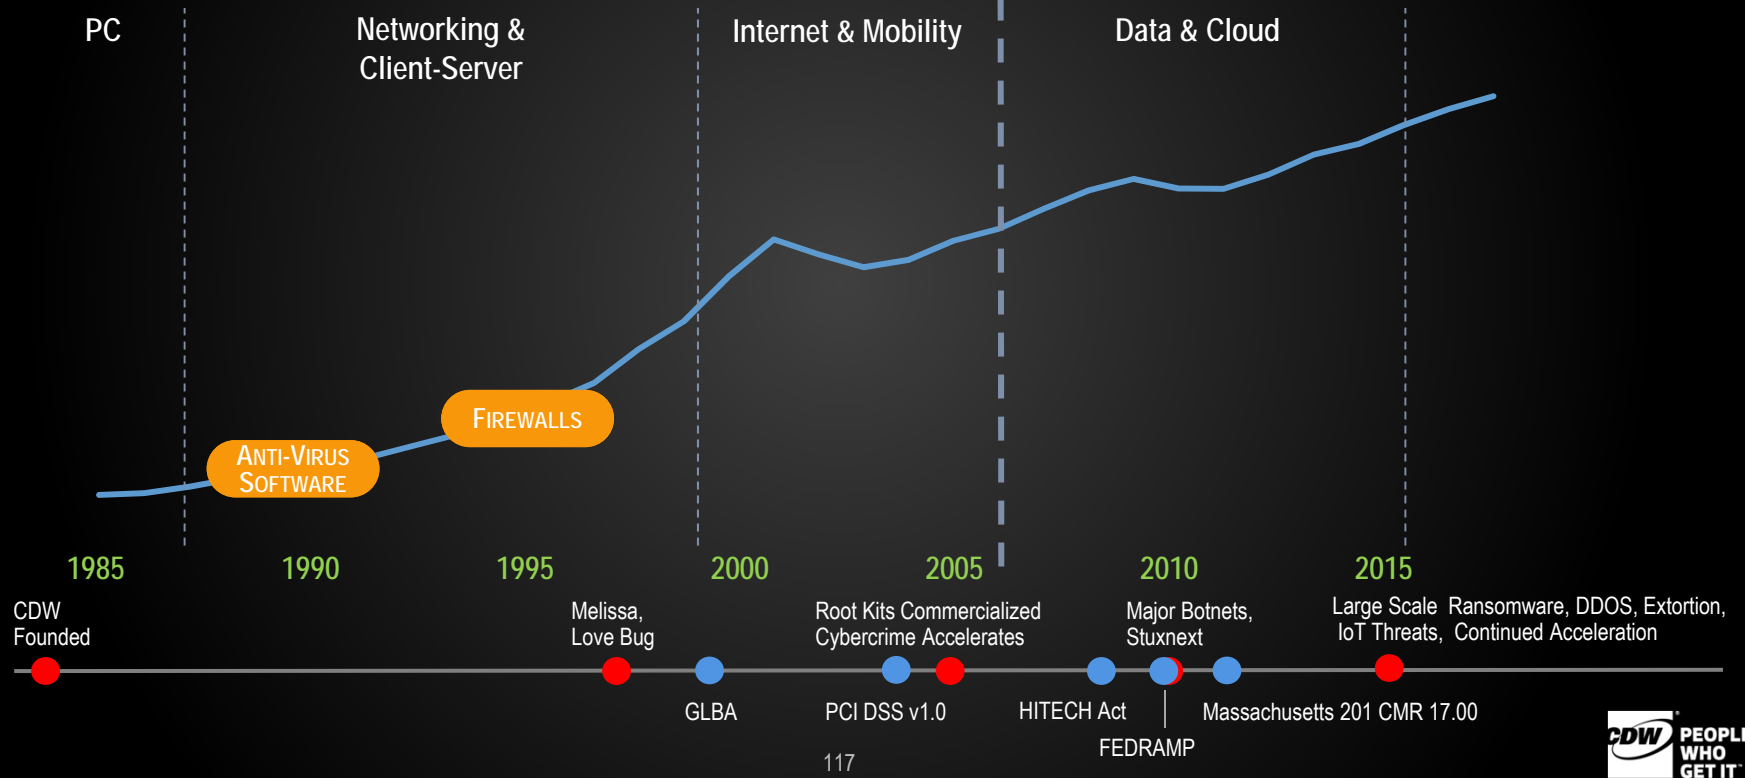 PC
Networking &
Client-Server
Internet & Mobility
Data & Cloud
FIREWALLS
ANTI-VIRUS
SOFTWARE
1985
1990
1995
2000
2005
2010
2015
CDW
Founded
Melissa,
Love Bug
Root Kits Commercialized
Cybercrime Accelerates
Major Botnets,
Stuxnext
Large Scale Ransomware, DDOS, Extortion,
IoT Threats, Continued Acceleration
GLBA
PCI DSS v1.0
HITECH Act
Massachusetts 201 CMR 17.00
FEDRAMP
117
CDW
PEOPLE
WHO
GET IT